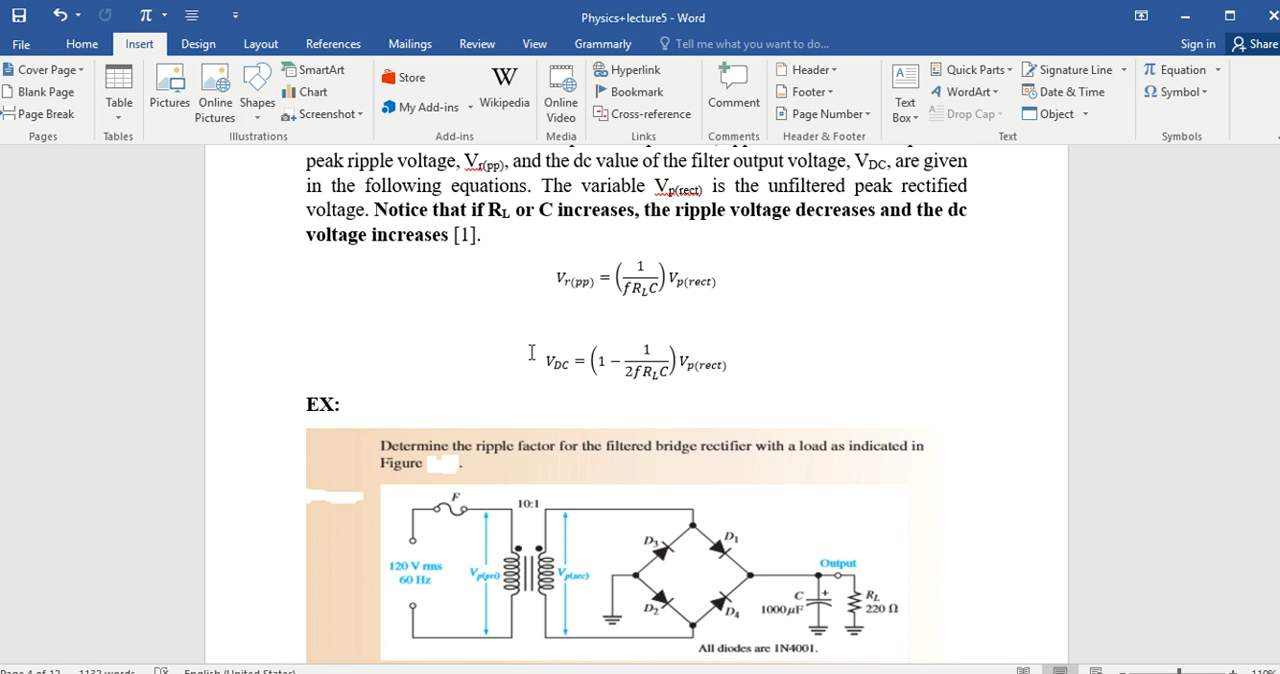 Physics+lecture5 - Word
File Home Insert Design Layout References Mailings Review View Grammarly Tell me what you want to do... Sign in Share
Cover Page
Blank Page
Page Break
Pages
Table
Tables
Pictures
Online Pictures
Shapes
SmartArt
Chart
Screenshot
Illustrations
Store
My Add-ins
Wikipedia
Add-ins
Online Video
Media
Hyperlink
Bookmark
Cross-reference
Links
Comment
Comments
Header
Footer
Page Number
Header & Footer
Text Box
Quick Parts
WordArt
Drop Cap
Signature Line
Date & Time
Object
Text
Equation
Symbol
Symbols
peak ripple voltage, Vr(pp), and the dc value of the filter output voltage, VDC, are given
in the following equations. The variable Vp(rect) is the unfiltered peak rectified
voltage. Notice that if RL or C increases, the ripple voltage decreases and the dc
voltage increases [1].
Vr(pp) = (1/fRLC) Vp(rect)
VDC = (1 − 1/2fRLC) Vp(rect)
EX:
Determine the ripple factor for the filtered bridge rectifier with a load as indicated in
Figure .
F
10:1
120 V rms
60 Hz
Vp(pri)
Vp(sec)
D3
D1
D2
D4
Output
C
1000 µF
+
RL
220 Ω
All diodes are 1N4001.
Page 4 of 12 1132 words English (United States) 110%